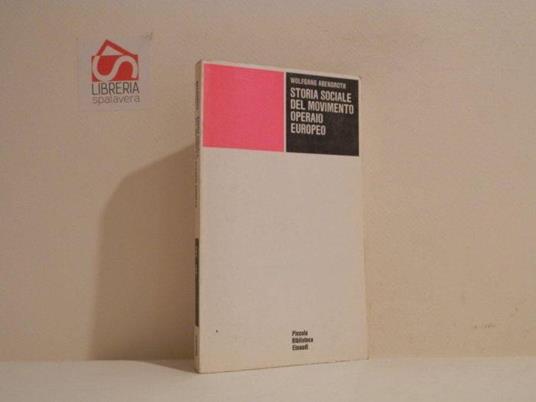 LIBRERIA
spalavera
WOLFGANG ABENDROTH
STORIA SOCIALE
DEL MOVIMENTO
OPERAIO
EUROPEO
Piccola
Biblioteca
Einaudi